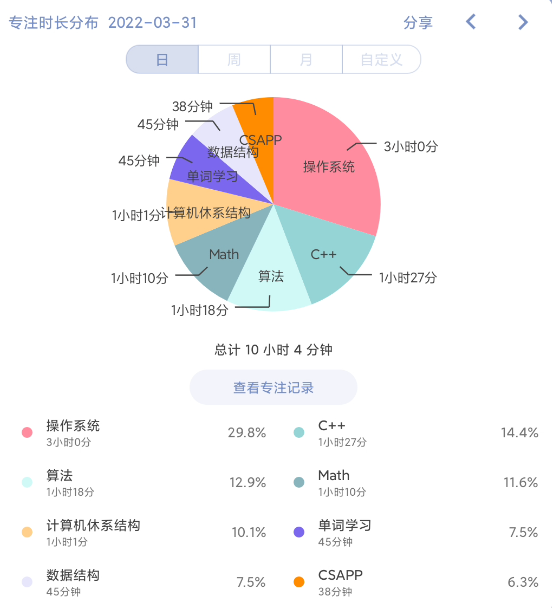 专注时长分布 2022-03-31 分享
日 周 月 自定义
38分钟
45分钟
CSAPP
数据结构
3小时0分
45分钟
操作系统
单词学习
1小时1分
计算机休系结构
Math
C++
1小时10分
算法
1小时27分
1小时18分
总计 10 小时 4 分钟
查看专注记录
操作系统 29.8% C++ 14.4%
3小时0分 1小时27分
算法 12.9% Math 11.6%
1小时18分 1小时10分
计算机休系结构 10.1% 单词学习 7.5%
1小时1分 45分钟
数据结构 7.5% CSAPP 6.3%
45分钟 38分钟